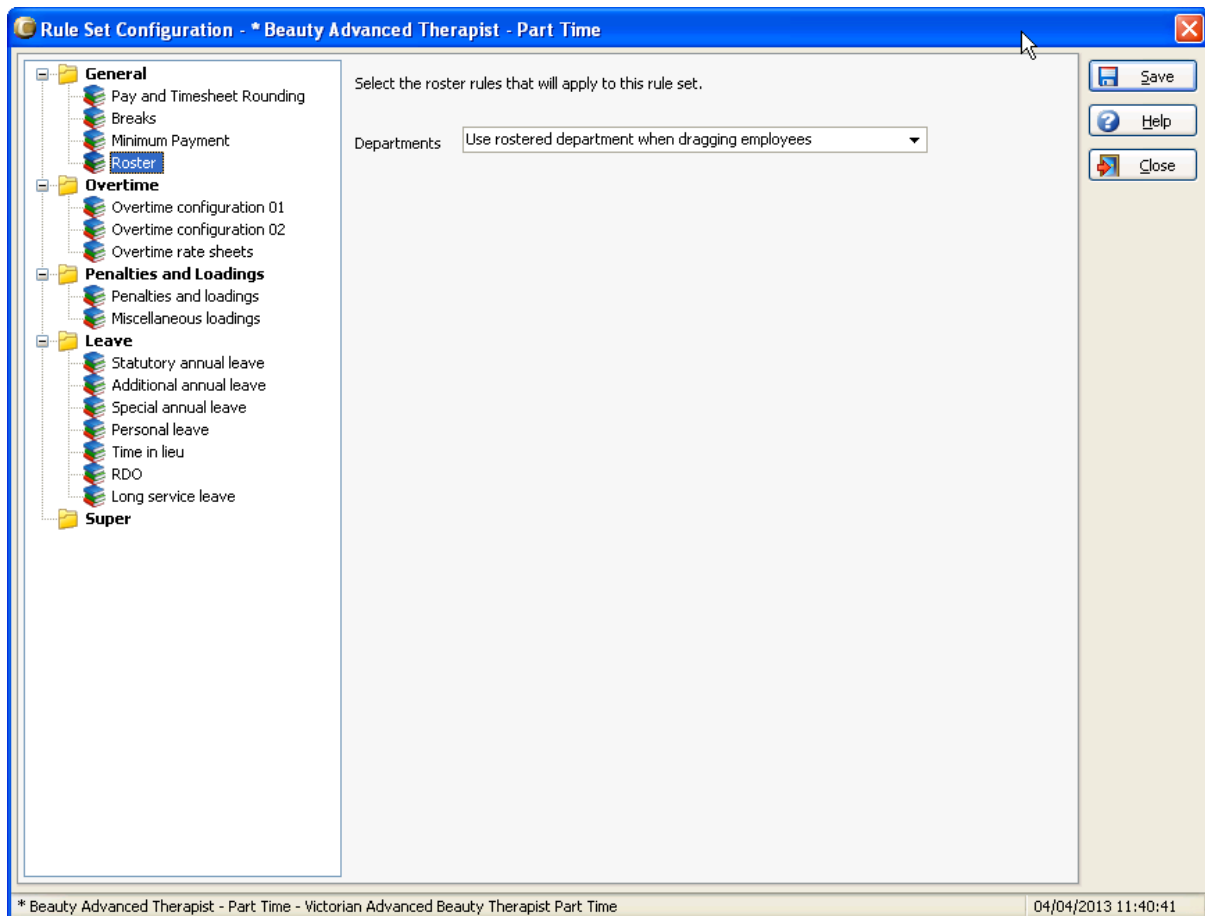 Rule Set Configuration - * Beauty Advanced Therapist - Part Time
General
Pay and Timesheet Rounding
Breaks
Minimum Payment
Roster
Overtime
Overtime configuration 01
Overtime configuration 02
Overtime rate sheets
Penalties and Loadings
Penalties and loadings
Miscellaneous loadings
Leave
Statutory annual leave
Additional annual leave
Special annual leave
Personal leave
Time in lieu
RDO
Long service leave
Super
Select the roster rules that will apply to this rule set.
Departments Use rostered department when dragging employees
Save
Help
Close
* Beauty Advanced Therapist - Part Time - Victorian Advanced Beauty Therapist Part Time 04/04/2013 11:40:41